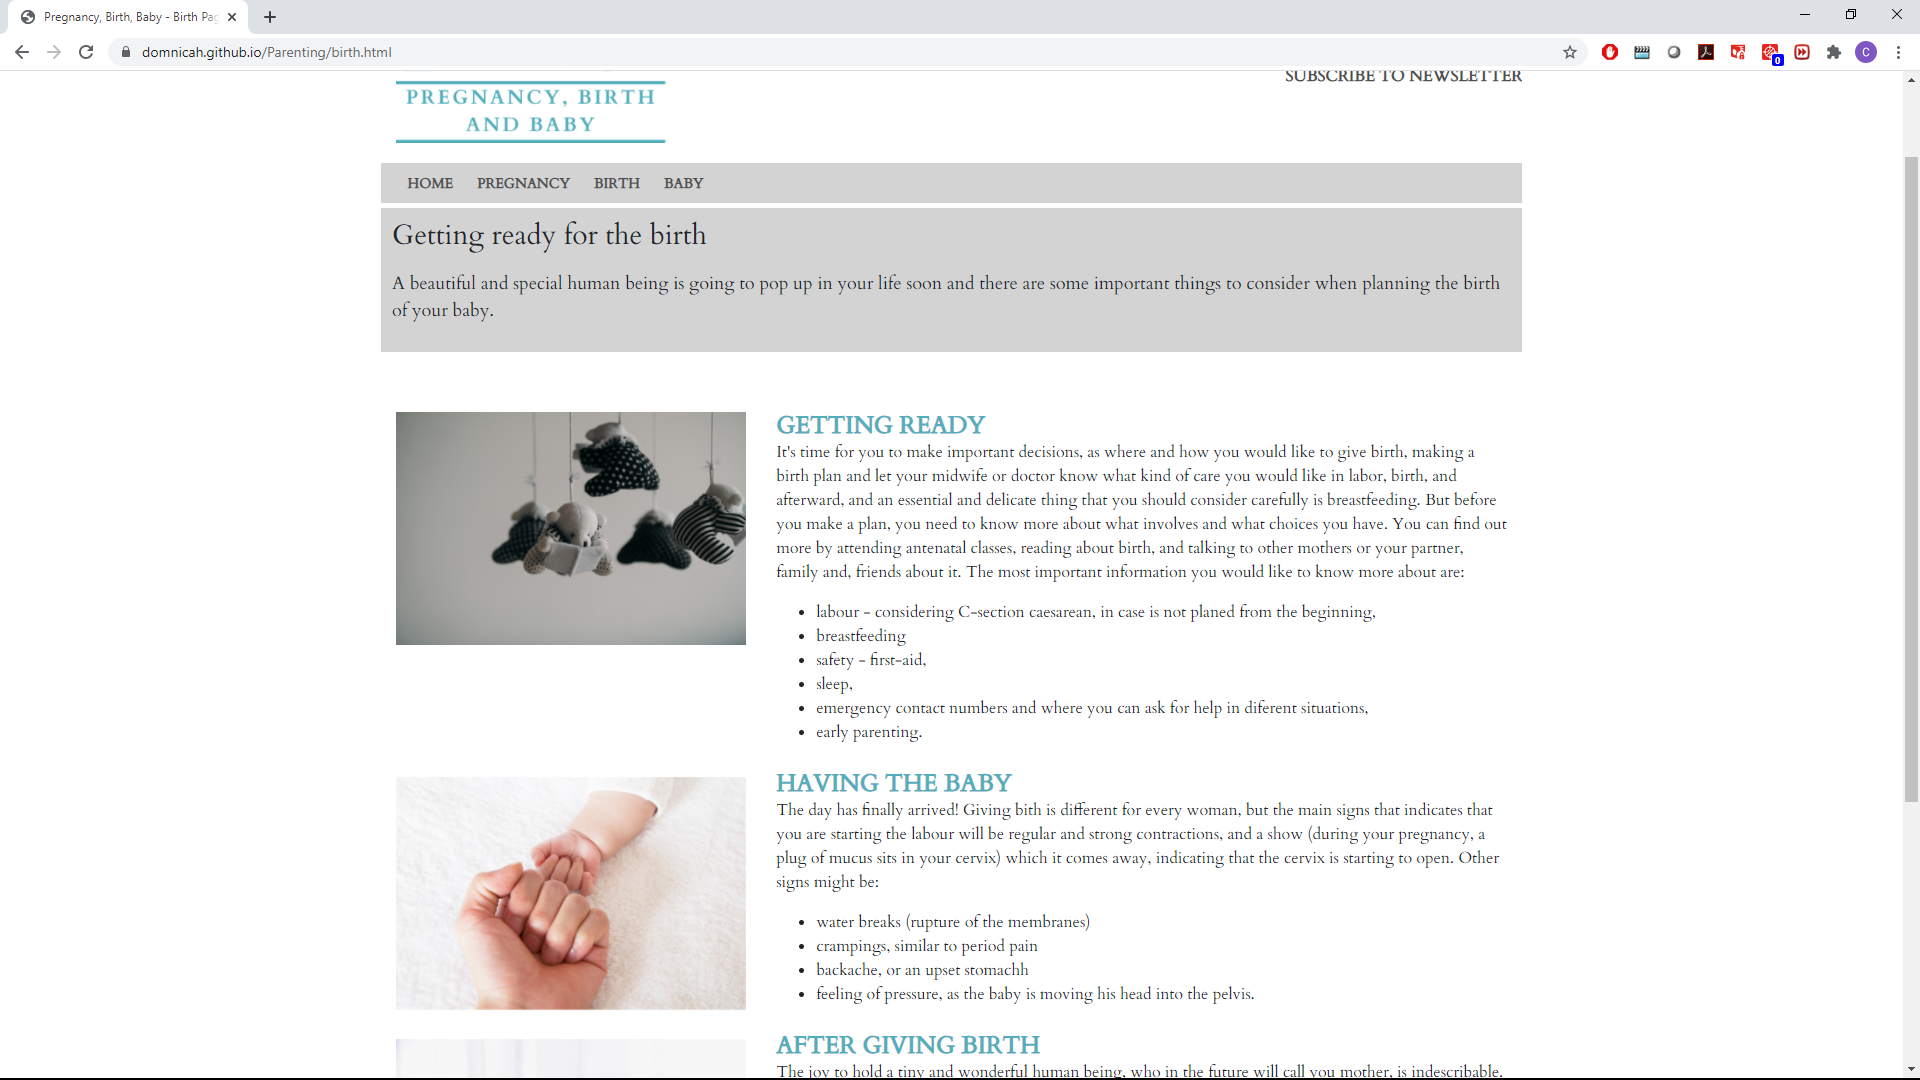 Pregnancy, Birth, Baby - Birth Pag
domnicah.github.io/Parenting/birth.html
C
0
SUBSCRIBE TO NEWSLETTER
PREGNANCY, BIRTH
AND BABY
HOME PREGNANCY BIRTH BABY
Getting ready for the birth
A beautiful and special human being is going to pop up in your life soon and there are some important things to consider when planning the birth
of your baby.
GETTING READY
It's time for you to make important decisions, as where and how you would like to give birth, making a
birth plan and let your midwife or doctor know what kind of care you would like in labor, birth, and
afterward, and an essential and delicate thing that you should consider carefully is breastfeeding. But before
you make a plan, you need to know more about what involves and what choices you have. You can find out
more by attending antenatal classes, reading about birth, and talking to other mothers or your partner,
family and, friends about it. The most important information you would like to know more about are:
• labour - considering C-section caesarean, in case is not planed from the beginning,
• breastfeeding
• safety - first-aid,
• sleep,
• emergency contact numbers and where you can ask for help in diferent situations,
• early parenting.
HAVING THE BABY
The day has finally arrived! Giving bith is different for every woman, but the main signs that indicates that
you are starting the labour will be regular and strong contractions, and a show (during your pregnancy, a
plug of mucus sits in your cervix) which it comes away, indicating that the cervix is starting to open. Other
signs might be:
• water breaks (rupture of the membranes)
• crampings, similar to period pain
• backache, or an upset stomachh
• feeling of pressure, as the baby is moving his head into the pelvis.
AFTER GIVING BIRTH
The joy to hold a tiny and wonderful human being, who in the future will call you mother, is indescribable.